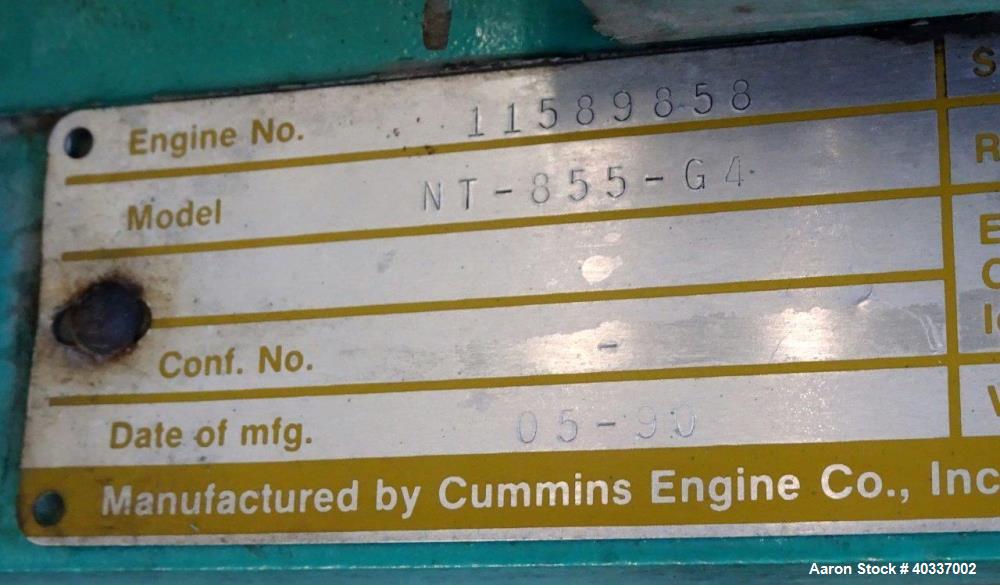 Engine No. 11589858
Model NT-855-G4
Conf. No. -
Date of mfg. 05-90
Manufactured by Cummins Engine Co., Inc
Aaron Stock # 40337002